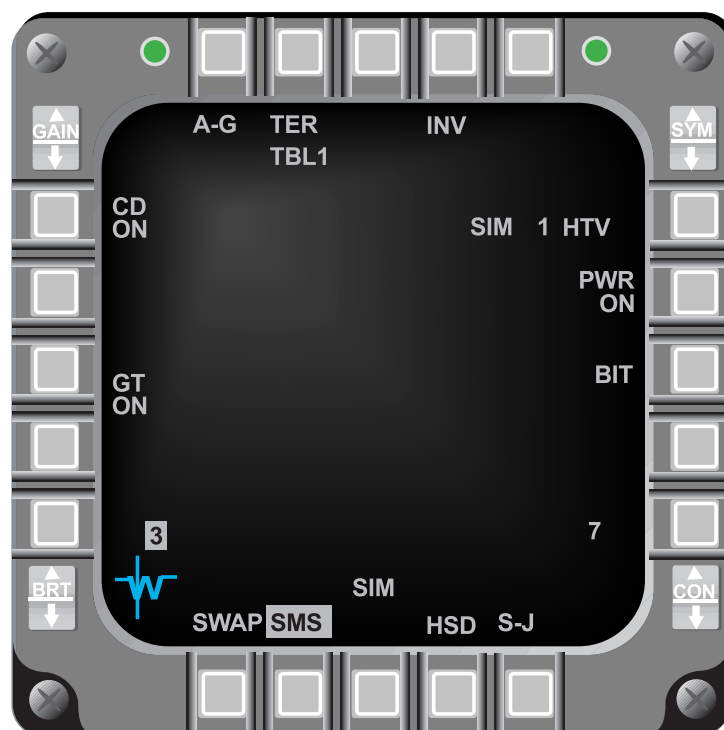 A-G TER INV
TBL1
GAIN SYM
CD
ON
SIM 1 HTV
PWR
ON
GT
ON
BIT
3
7
BRT CON
SIM
SWAP SMS HSD S-J